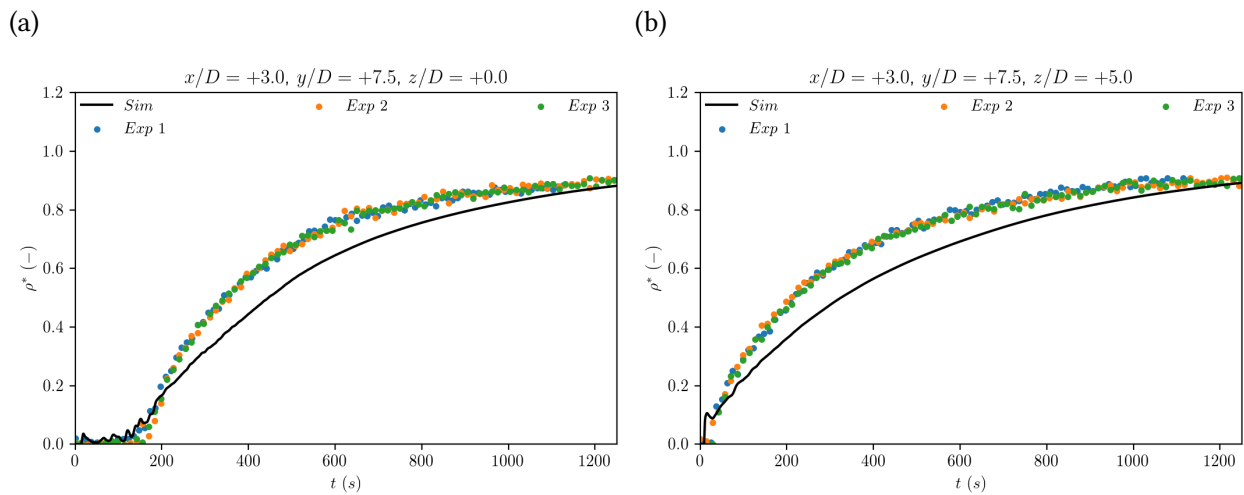 (a)
x/D = +3.0, y/D = +7.5, z/D = +0.0
Sim
Exp 1
Exp 2
Exp 3
1.2
1.0
0.8
0.6
0.4
0.2
0.0
ρ* (−)
0 200 400 600 800 1000 1200
t (s)
(b)
x/D = +3.0, y/D = +7.5, z/D = +5.0
Sim
Exp 1
Exp 2
Exp 3
1.2
1.0
0.8
0.6
0.4
0.2
0.0
ρ* (−)
0 200 400 600 800 1000 1200
t (s)